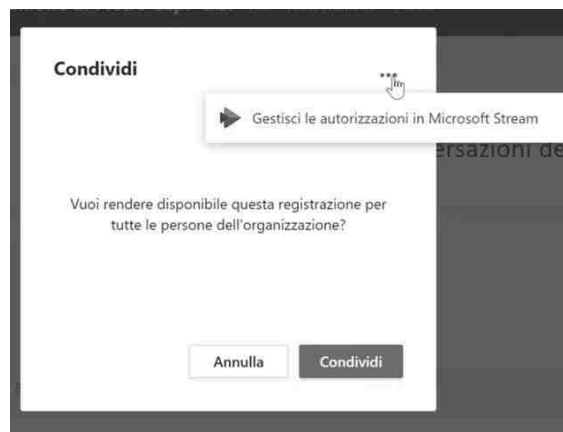 Condividi
Gestisci le autorizzazioni in Microsoft Stream
ersazioni de
Vuoi rendere disponibile questa registrazione per
tutte le persone dell'organizzazione?
Annulla
Condividi